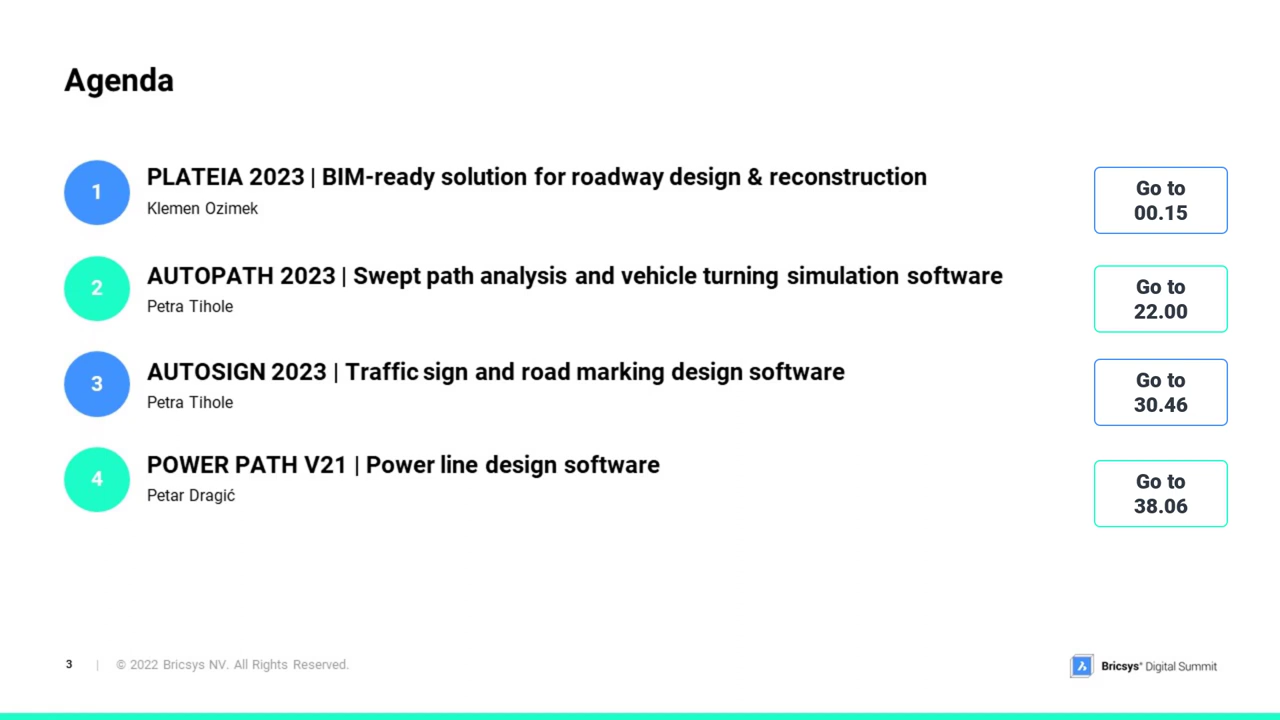 Agenda
1
PLATEIA 2023 | BIM-ready solution for roadway design & reconstruction
Klemen Ozimek
Go to
00.15
2
AUTOPATH 2023 | Swept path analysis and vehicle turning simulation software
Petra Tihole
Go to
22.00
3
AUTOSIGN 2023 | Traffic sign and road marking design software
Petra Tihole
Go to
30.46
4
POWER PATH V21 | Power line design software
Petar Dragić
Go to
38.06
3 | © 2022 Bricsys NV. All Rights Reserved.
Bricsys® Digital Summit